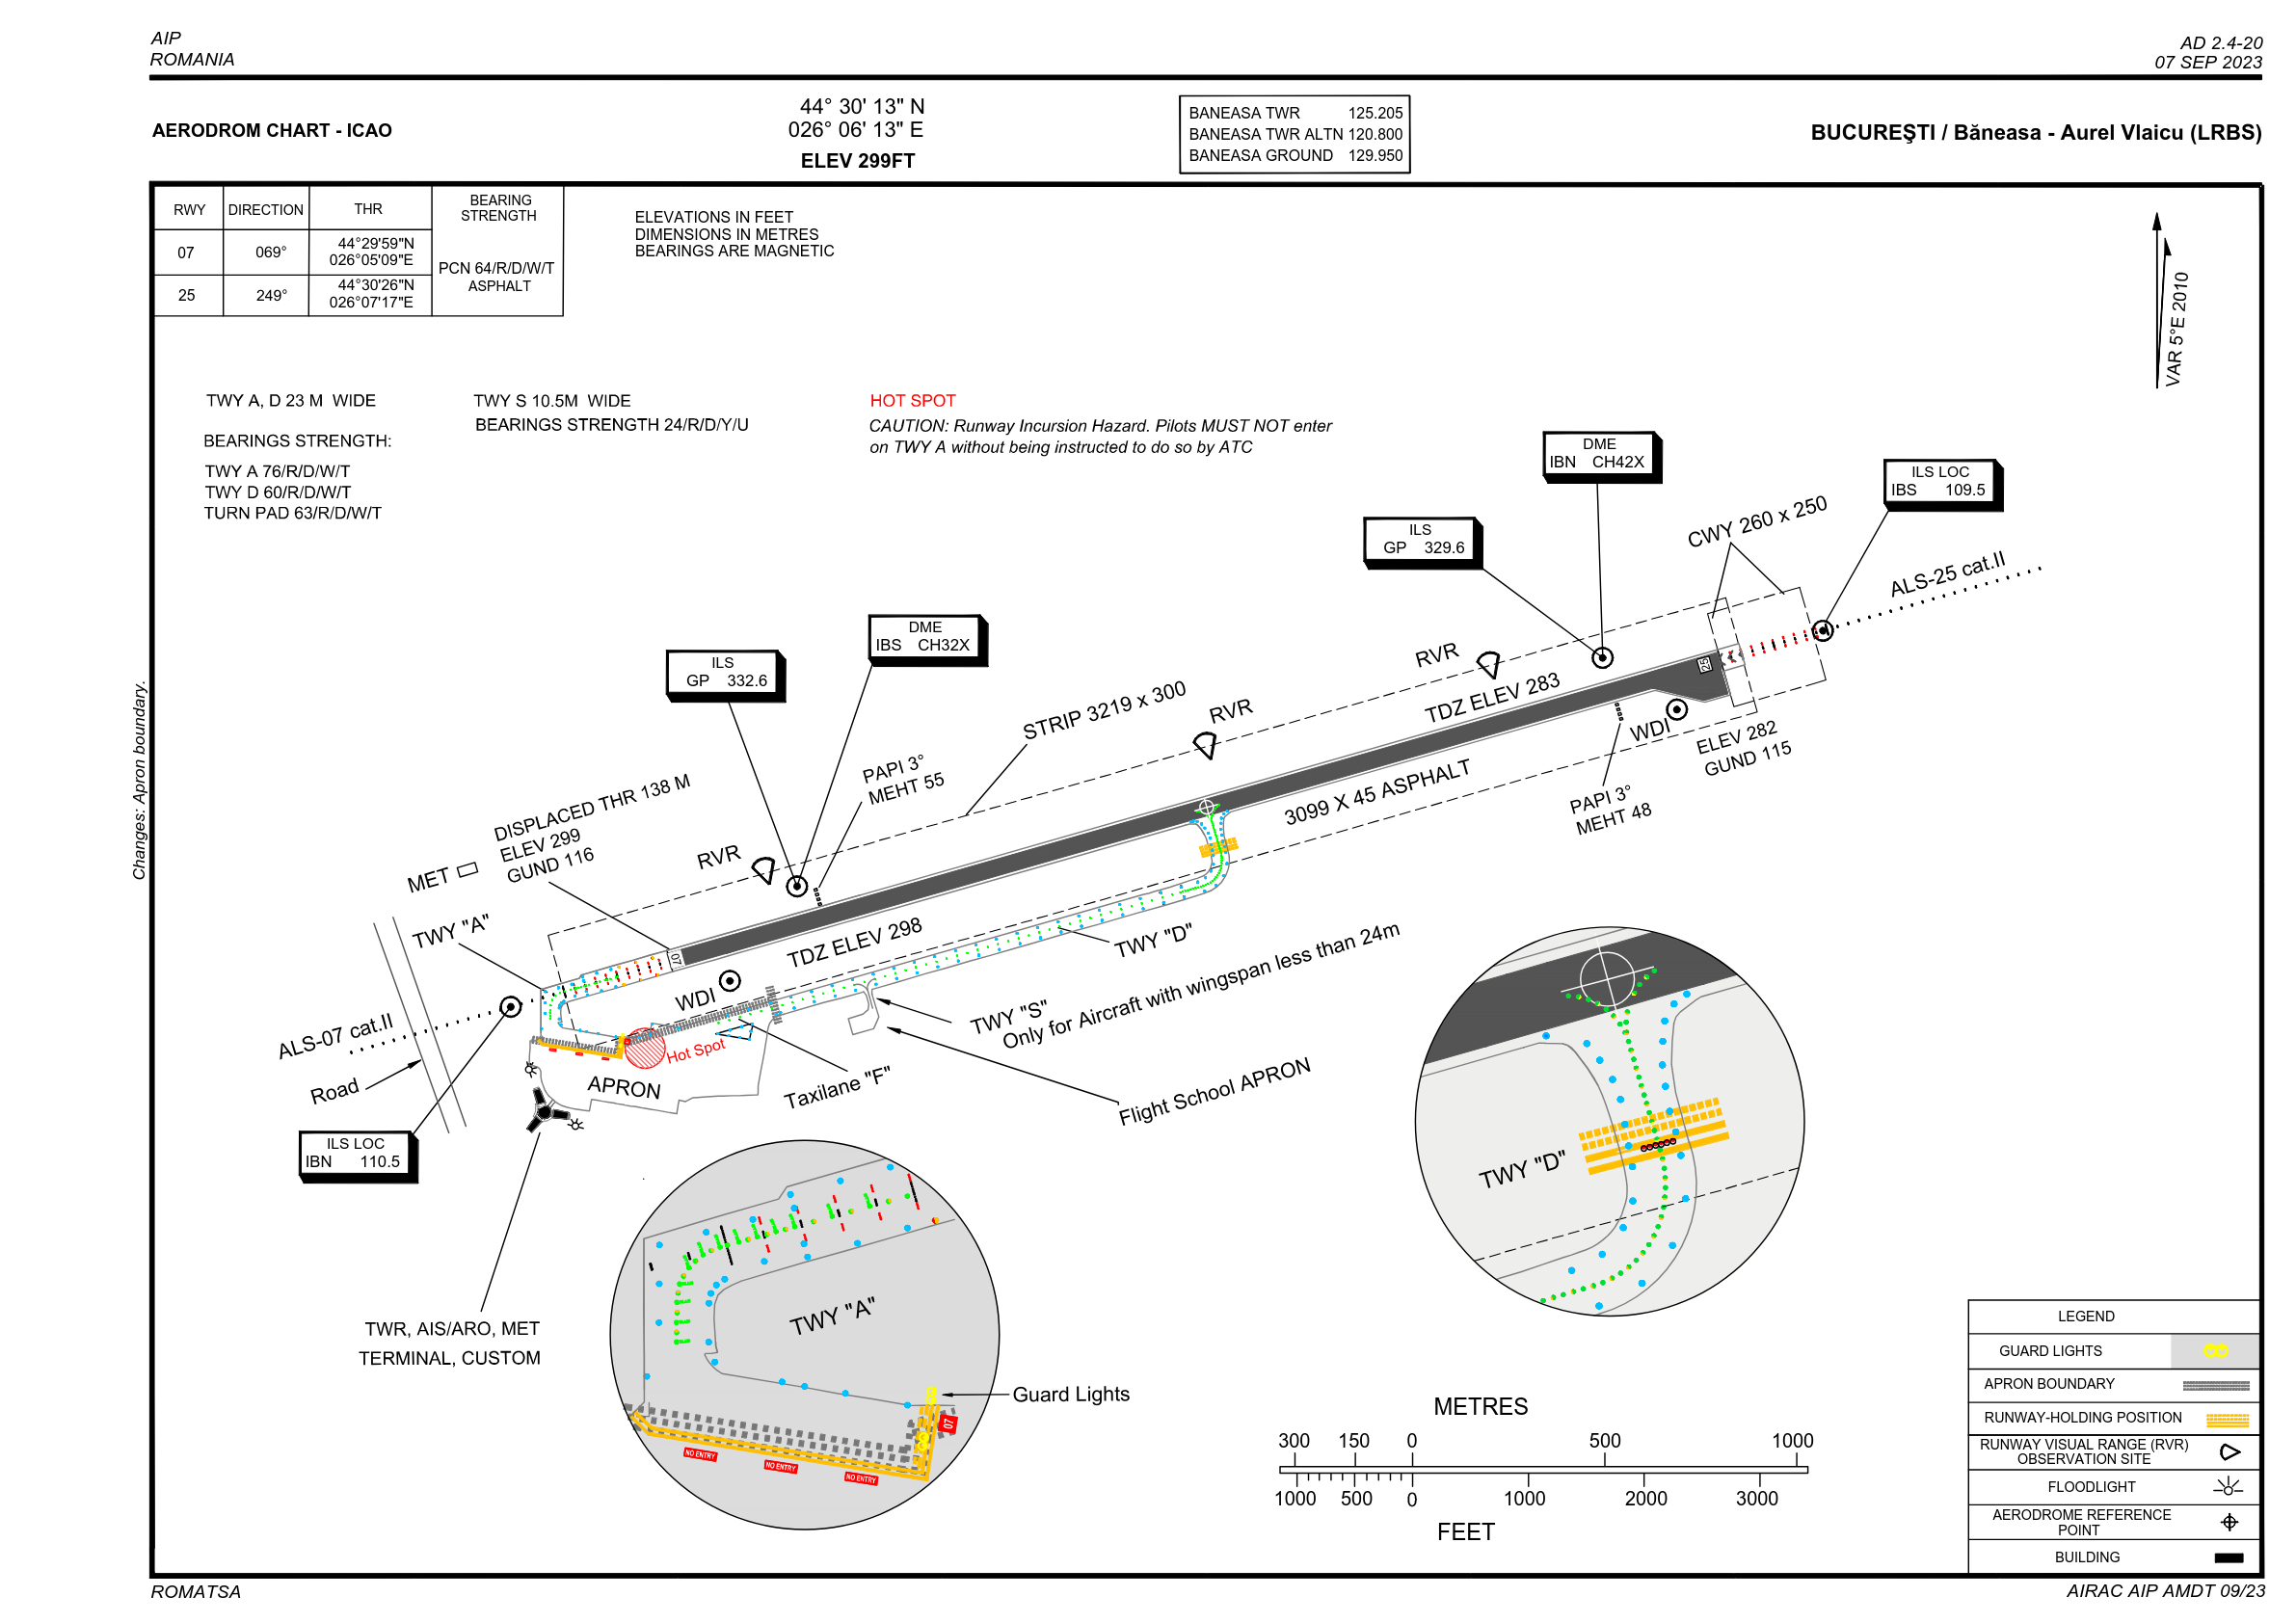 AIP
ROMANIA
AD 2.4-20
07 SEP 2023
AERODROM CHART - ICAO
44° 30' 13" N
026° 06' 13" E
ELEV 299FT
BANEASA TWR 125.205
BANEASA TWR ALTN 120.800
BANEASA GROUND 129.950
BUCUREŞTI / Băneasa - Aurel Vlaicu (LRBS)
RWY DIRECTION THR BEARING STRENGTH
07 069° 44°29'59"N
026°05'09"E
25 249° 44°30'26"N
026°07'17"E
PCN 64/R/D/W/T
ASPHALT
ELEVATIONS IN FEET
DIMENSIONS IN METRES
BEARINGS ARE MAGNETIC
VAR 5°E 2010
TWY A, D 23 M WIDE
BEARINGS STRENGTH:
TWY A 76/R/D/W/T
TWY D 60/R/D/W/T
TURN PAD 63/R/D/W/T
TWY S 10.5M WIDE
BEARINGS STRENGTH 24/R/D/Y/U
HOT SPOT
CAUTION: Runway Incursion Hazard. Pilots MUST NOT enter
on TWY A without being instructed to do so by ATC
DME
IBN CH42X
ILS LOC
IBS 109.5
ILS
GP 329.6
CWY 260 x 250
ALS-25 cat.II
DME
IBS CH32X
ILS
GP 332.6
RVR
RVR
RVR
25
TDZ ELEV 283
STRIP 3219 x 300
WDI
ELEV 282
GUND 115
PAPI 3°
MEHT 55
PAPI 3°
MEHT 48
3099 X 45 ASPHALT
DISPLACED THR 138 M
ELEV 299
GUND 116
MET
TWY "A"
07
TDZ ELEV 298
WDI
TWY "D"
TWY "S"
Only for Aircraft with wingspan less than 24m
ALS-07 cat.II
Road
Hot Spot
APRON
Taxilane "F"
Flight School APRON
ILS LOC
IBN 110.5
TWR, AIS/ARO, MET
TERMINAL, CUSTOM
TWY "A"
Guard Lights
07
NO ENTRY
NO ENTRY
NO ENTRY
TWY "D"
METRES
300 150 0 500 1000
1000 500 0 1000 2000 3000
FEET
LEGEND
GUARD LIGHTS
APRON BOUNDARY
RUNWAY-HOLDING POSITION
RUNWAY VISUAL RANGE (RVR)
OBSERVATION SITE
FLOODLIGHT
AERODROME REFERENCE
POINT
BUILDING
Changes: Apron boundary.
ROMATSA
AIRAC AIP AMDT 09/23